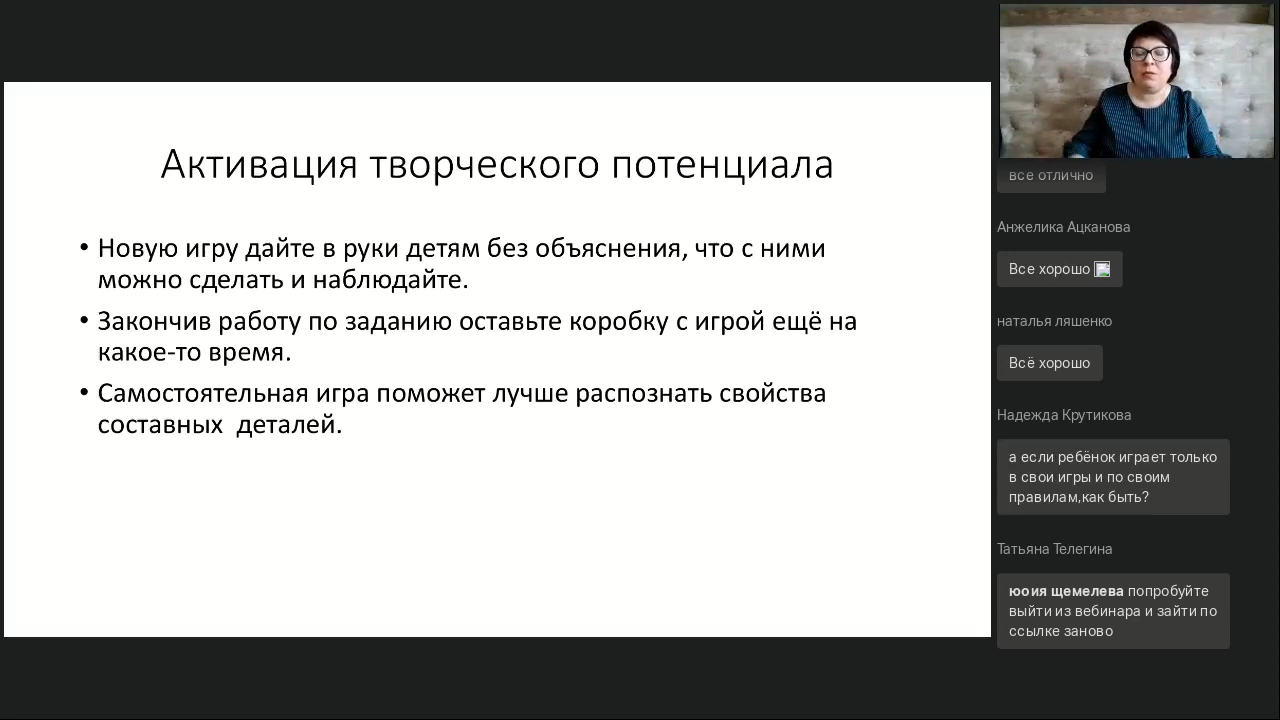 Активация творческого потенциала
• Новую игру дайте в руки детям без объяснения, что с ними
можно сделать и наблюдайте.
• Закончив работу по заданию оставьте коробку с игрой ещё на
какое-то время.
• Самостоятельная игра поможет лучше распознать свойства
составных  деталей.
все отлично
Анжелика Ацканова
Все хорошо
наталья ляшенко
Всё хорошо
Надежда Крутикова
а если ребёнок играет только
в свои игры и по своим
правилам,как быть?
Татьяна Телегина
юоия щемелева попробуйте
выйти из вебинара и зайти по
ссылке заново